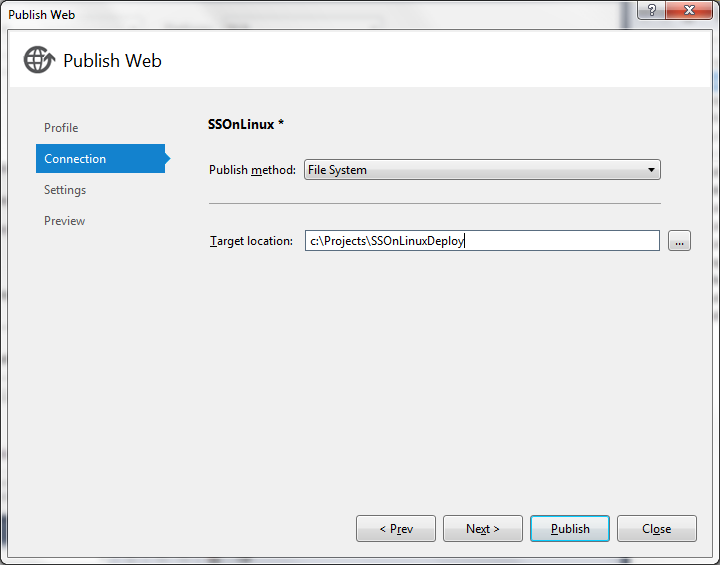 Publish Web
?
Publish Web
Profile
Connection
Settings
Preview
SSOnLinux *
Publish method: File System
Target location: c:\Projects\SSOnLinuxDeploy ...
< Prev Next > Publish Close